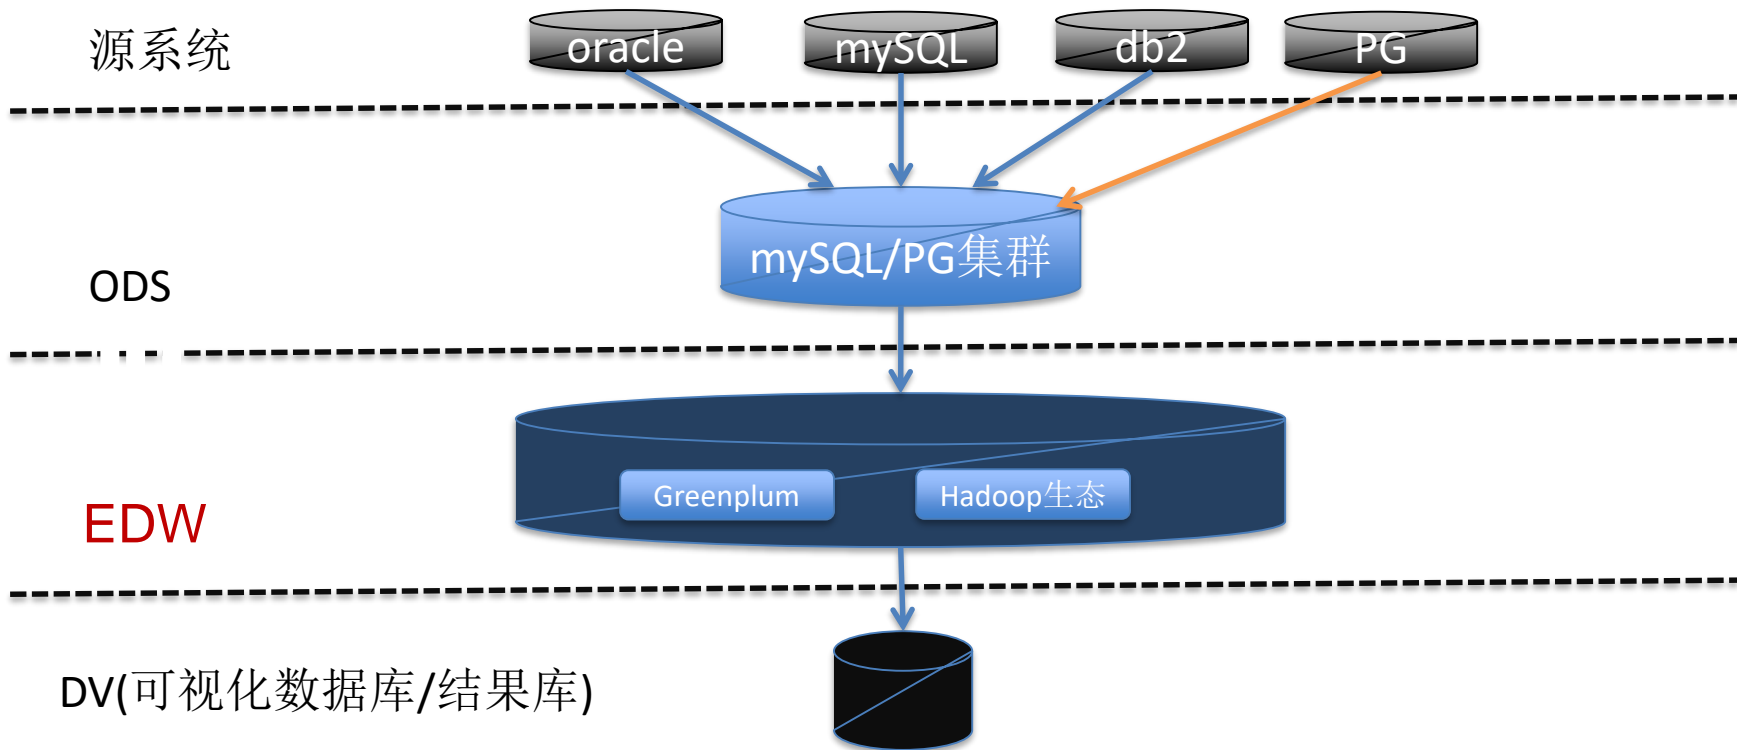 源系统
oracle
mySQL
db2
PG
mySQL/PG集群
ODS
Greenplum
Hadoop生态
EDW
DV(可视化数据库/结果库)